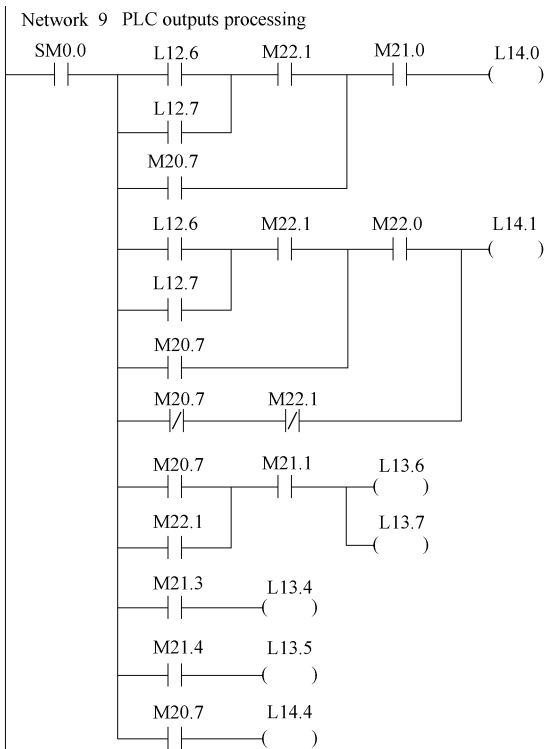 Network 9 PLC outputs processing
SM0.0 L12.6 M22.1 M21.0 L14.0
L12.7
M20.7
L12.6 M22.1 M22.0 L14.1
L12.7
M20.7
M20.7 M22.1
M20.7 M21.1 L13.6
M22.1 L13.7
M21.3 L13.4
M21.4 L13.5
M20.7 L14.4